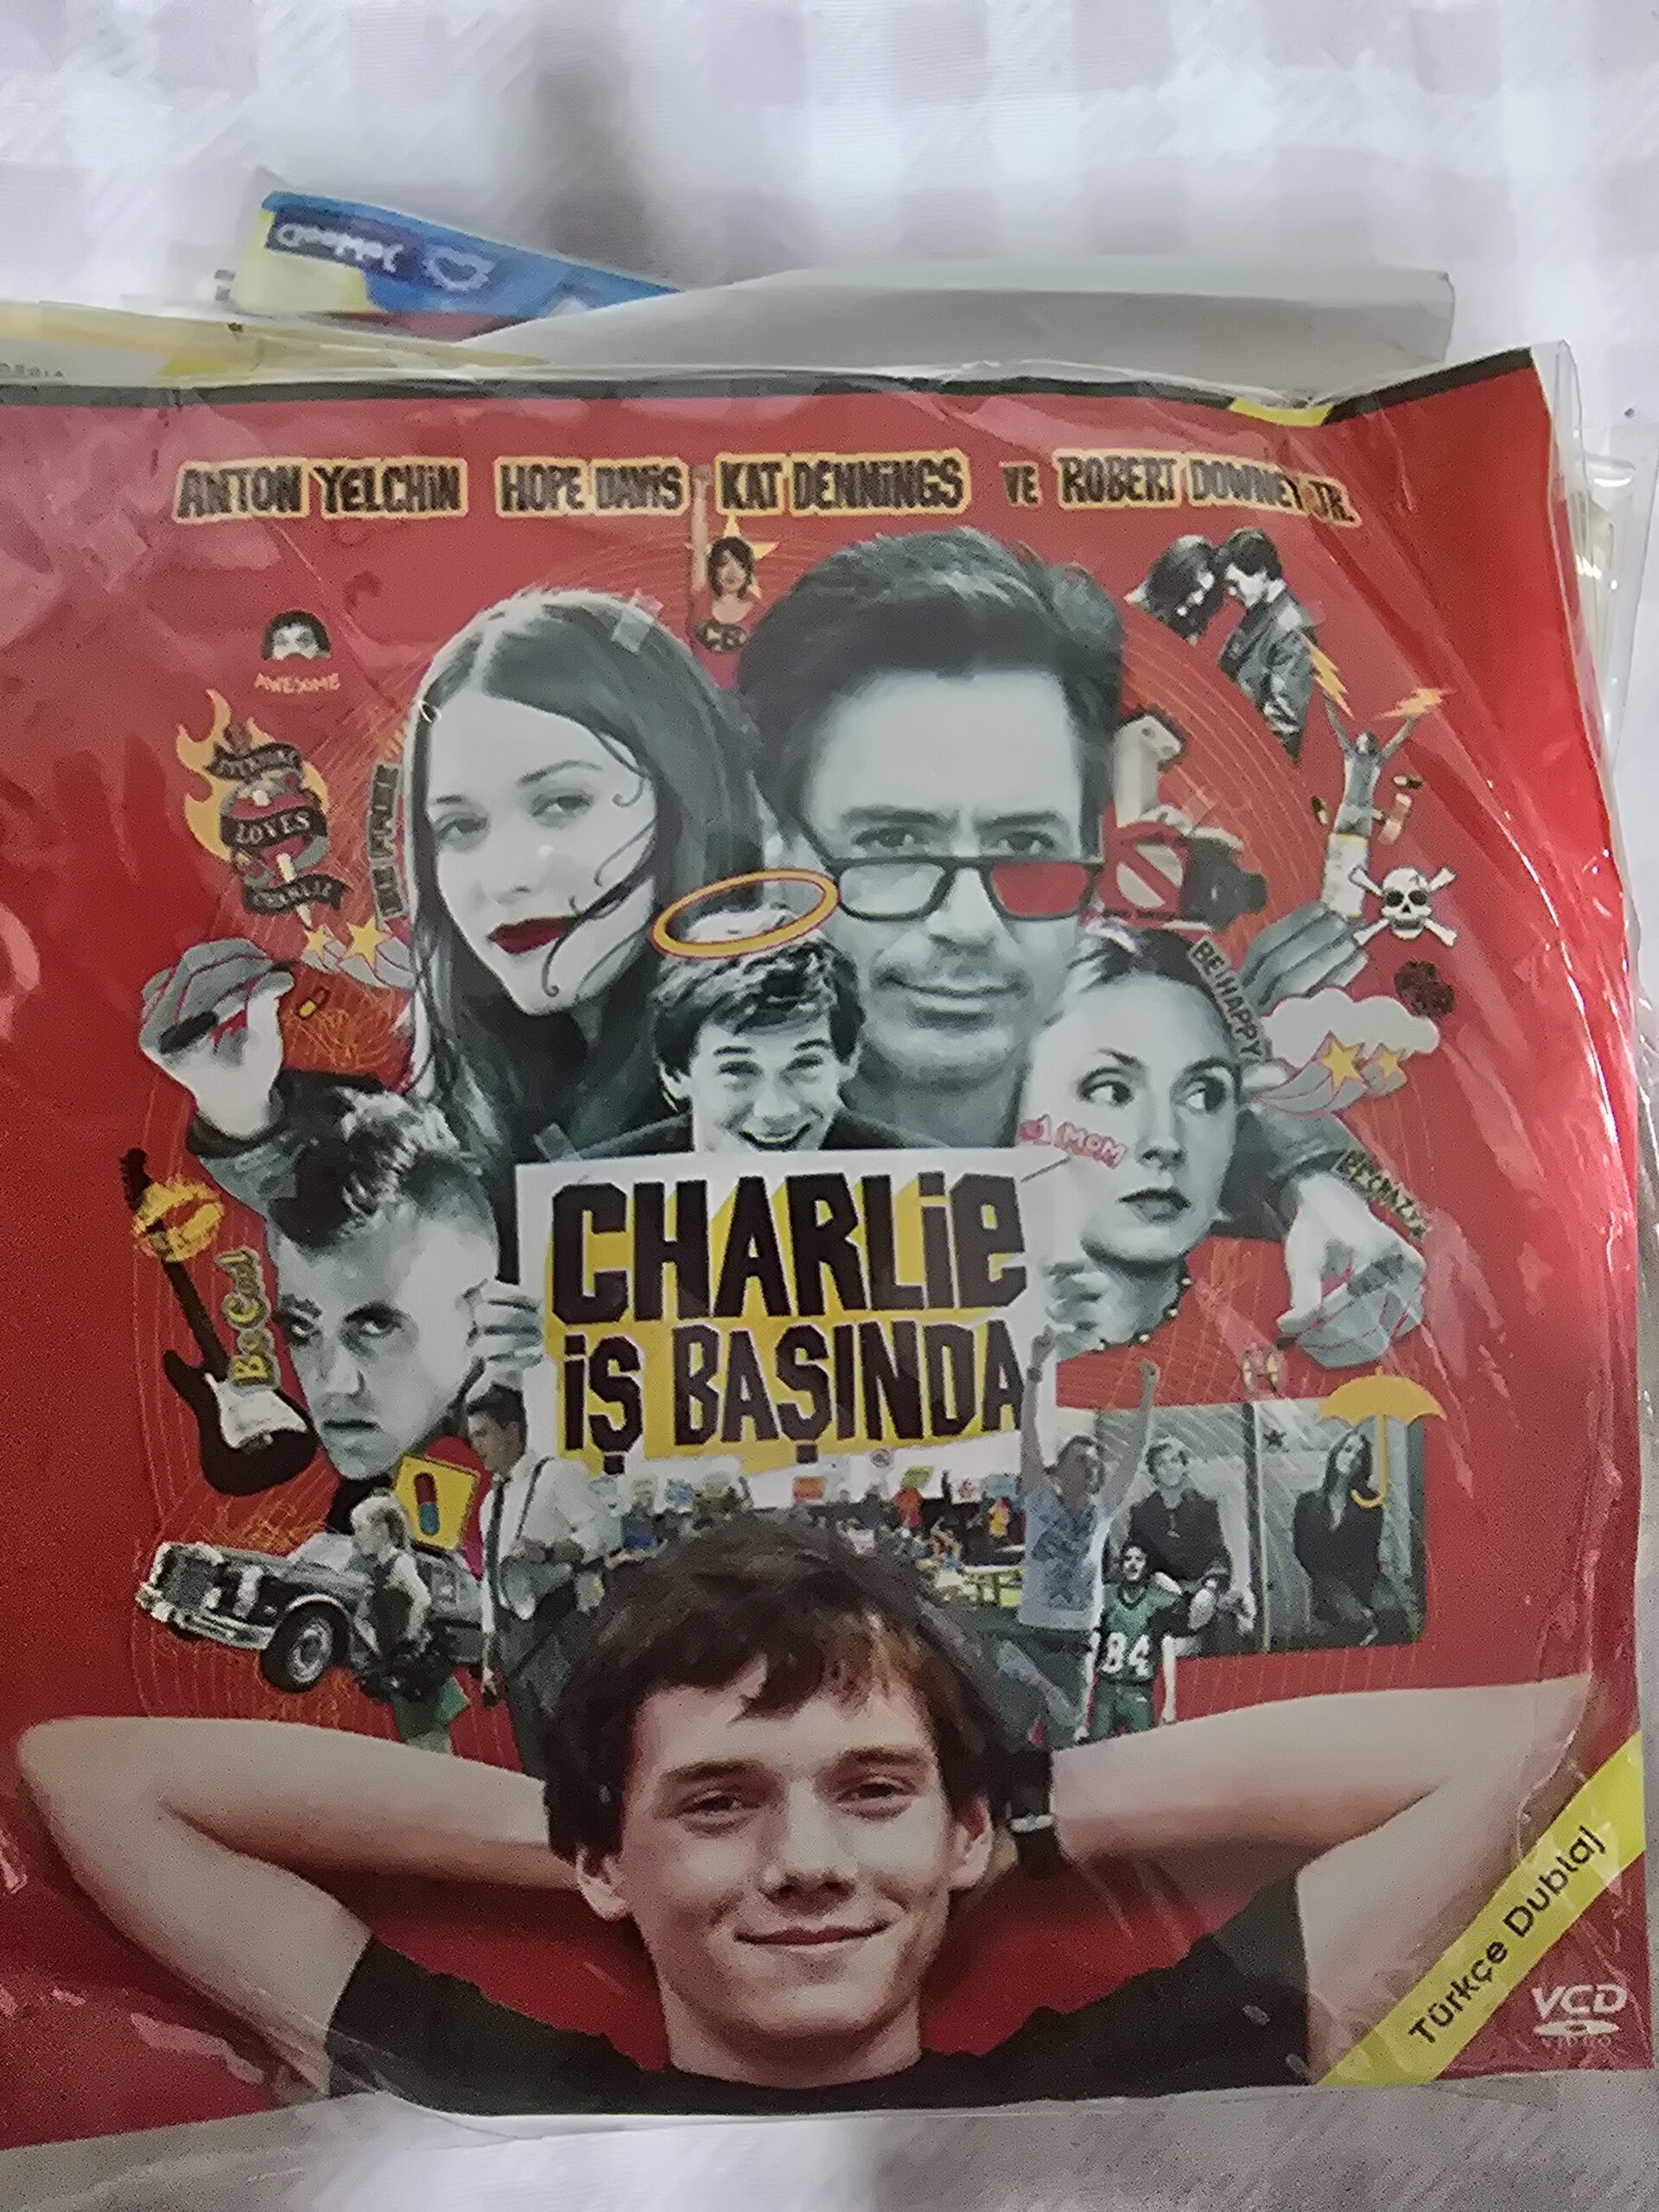 ANTON YELCHIN HOPE DAVIS KAT DENNINGS VE ROBERT DOWNEY JR.
AWESOME
LOVES
BE HAPPY
#1 MOM
CHARLIE
İŞ BAŞINDA
Be Cool
84
Türkçe Dublaj
VCD